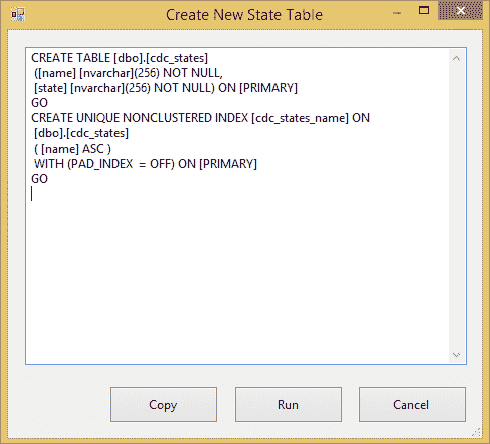 Create New State Table
CREATE TABLE [dbo].[cdc_states]
([name] [nvarchar](256) NOT NULL,
[state] [nvarchar](256) NOT NULL) ON [PRIMARY]
GO
CREATE UNIQUE NONCLUSTERED INDEX [cdc_states_name] ON
[dbo].[cdc_states]
( [name] ASC )
WITH (PAD_INDEX  = OFF) ON [PRIMARY]
GO
Copy Run Cancel